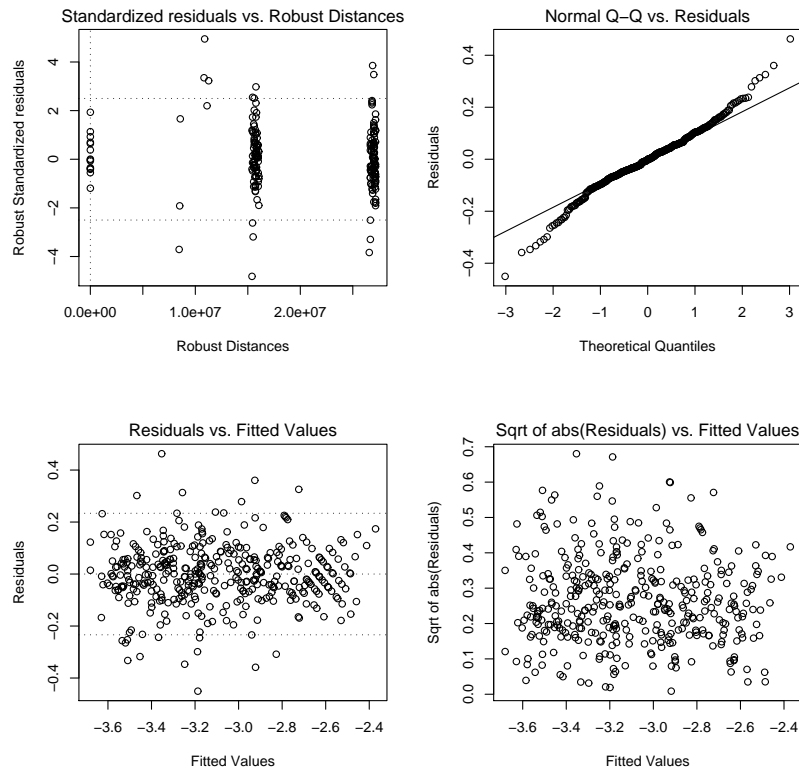 Standardized residuals vs. Robust Distances
Robust Standardized residuals
4
2
0
−2
−4
0.0e+00
1.0e+07
2.0e+07
Robust Distances
Normal Q−Q vs. Residuals
Residuals
0.4
0.2
0.0
−0.2
−0.4
−3
−2
−1
0
1
2
3
Theoretical Quantiles
Residuals vs. Fitted Values
Residuals
0.4
0.2
0.0
−0.2
−0.4
−3.6
−3.4
−3.2
−3.0
−2.8
−2.6
−2.4
Fitted Values
Sqrt of abs(Residuals) vs. Fitted Values
Sqrt of abs(Residuals)
0.7
0.6
0.5
0.4
0.3
0.2
0.1
0.0
−3.6
−3.4
−3.2
−3.0
−2.8
−2.6
−2.4
Fitted Values